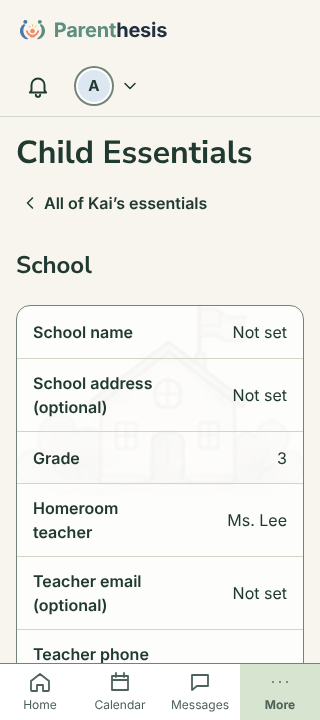 Parenthesis
A
Child Essentials
All of Kai’s essentials
School
School name
Not set
School address
(optional)
Not set
Grade
3
Homeroom
teacher
Ms. Lee
Teacher email
(optional)
Not set
Teacher phone
Home
Calendar
Messages
More